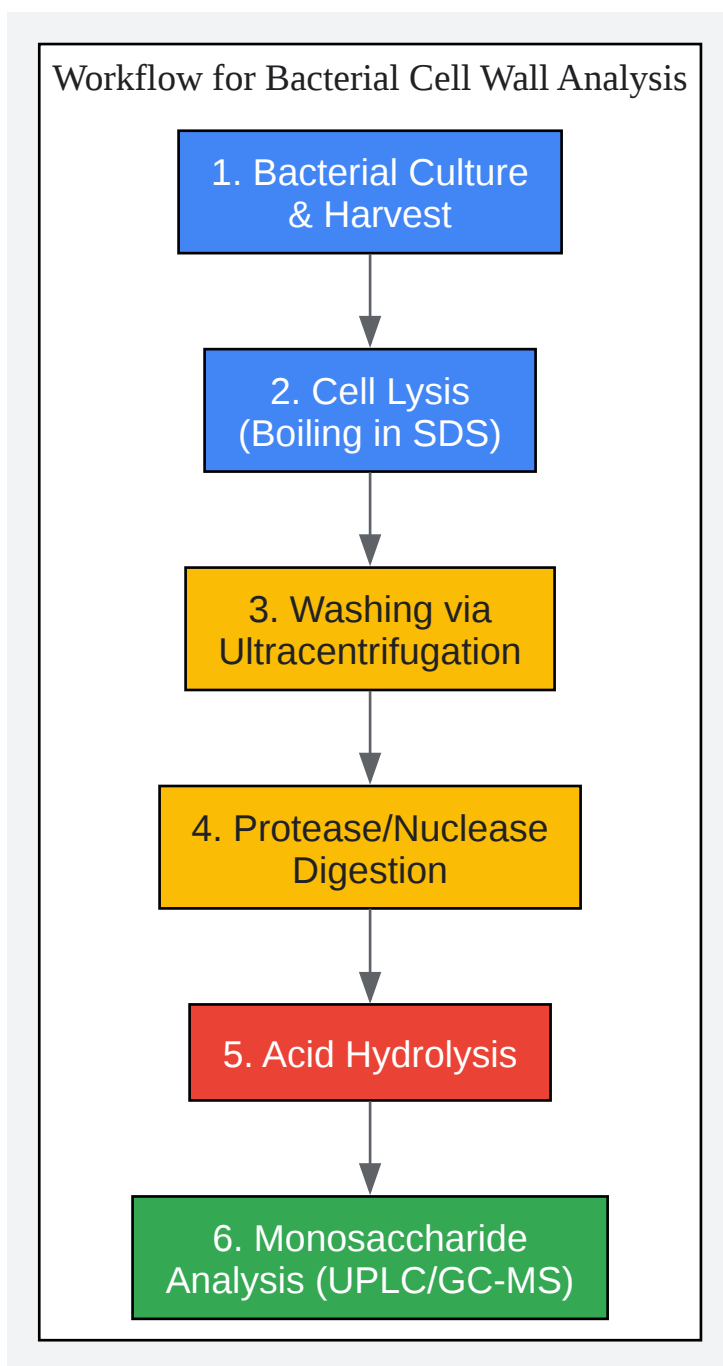 Workflow for Bacterial Cell Wall Analysis
1. Bacterial Culture
& Harvest
2. Cell Lysis
(Boiling in SDS)
3. Washing via
Ultracentrifugation
4. Protease/Nuclease
Digestion
5. Acid Hydrolysis
6. Monosaccharide
Analysis (UPLC/GC-MS)